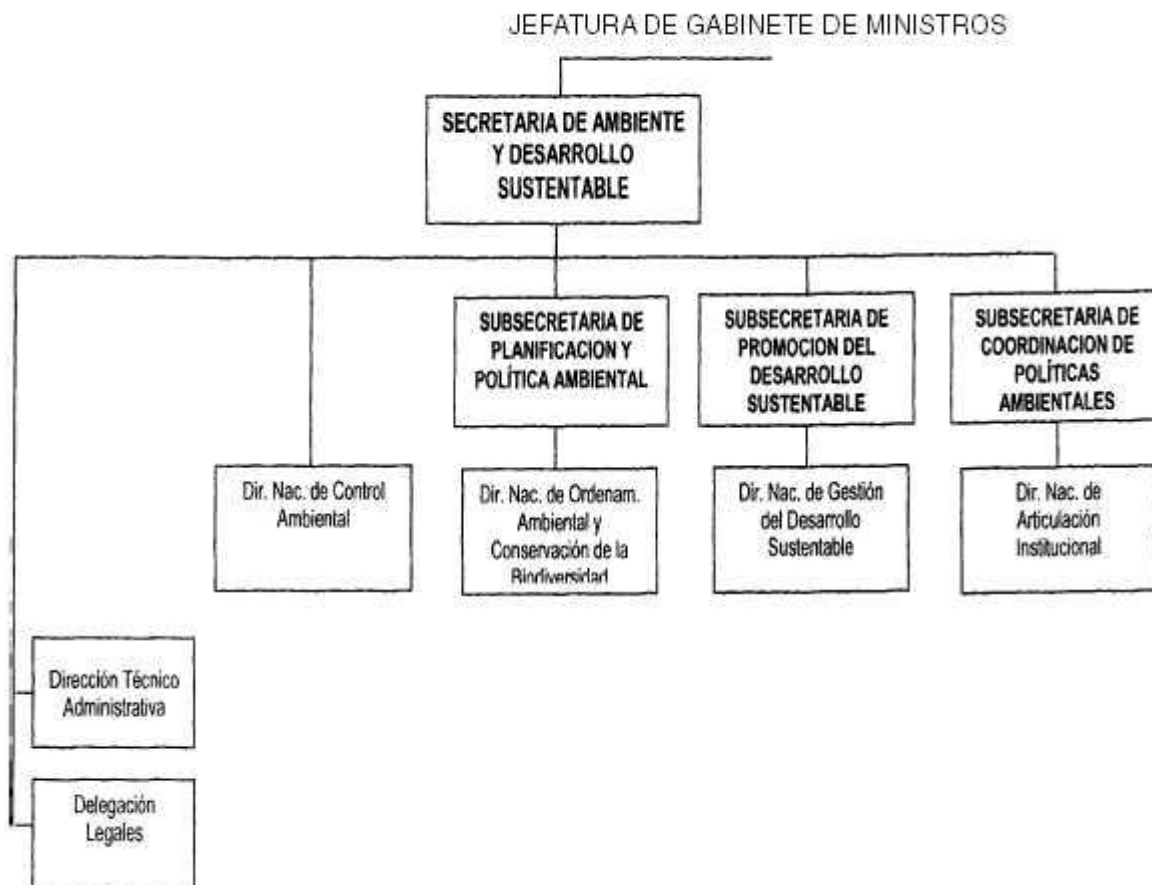 JEFATURA DE GABINETE DE MINISTROS
SECRETARIA DE AMBIENTE
Y DESARROLLO
SUSTENTABLE
SUBSECRETARIA DE
PLANIFICACION Y
POLÍTICA AMBIENTAL
SUBSECRETARIA DE
PROMOCION DEL
DESARROLLO
SUSTENTABLE
SUBSECRETARIA DE
COORDINACION DE
POLÍTICAS
AMBIENTALES
Dir. Nac. de Control
Ambiental
Dir. Nac. de Ordenam.
Ambiental y
Conservación de la
Biodiversidad
Dir. Nac. de Gestión
del Desarrollo
Sustentable
Dir. Nac. de
Articulación
Institucional
Dirección Técnico
Administrativa
Delegación
Legales